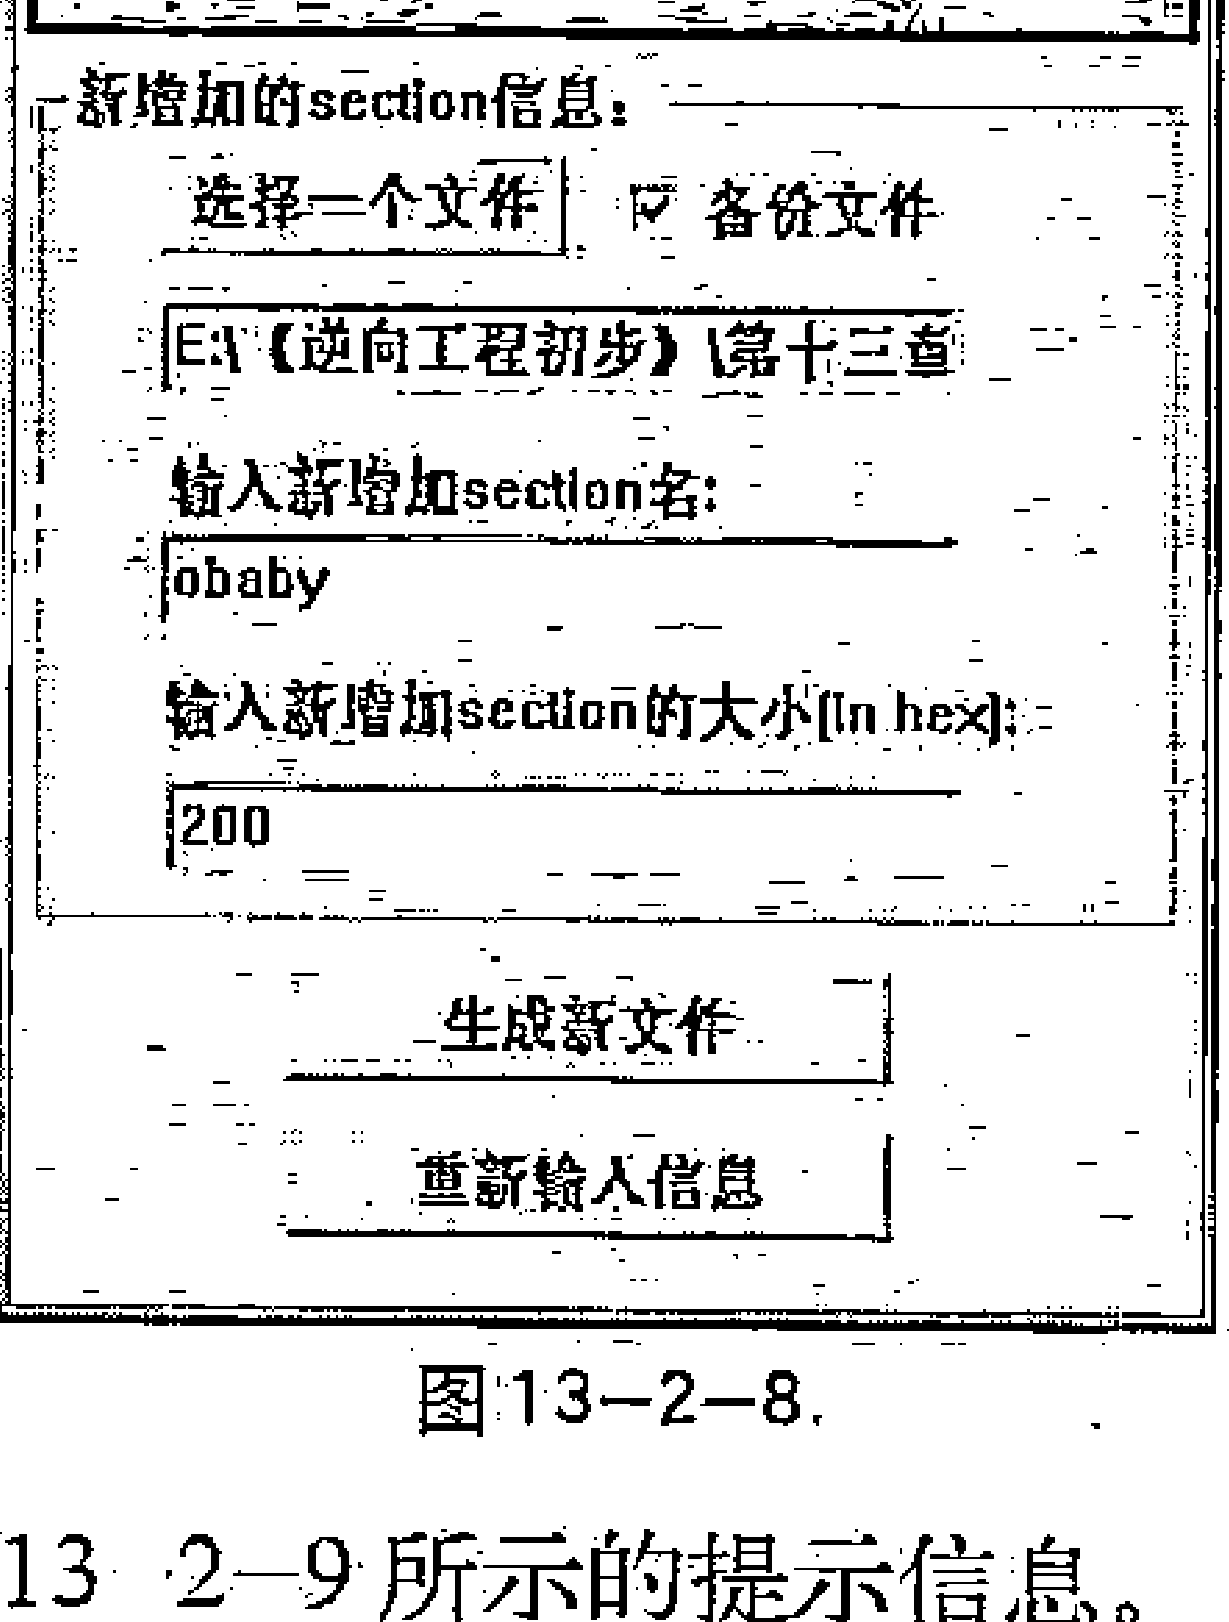 新增加的section信息：
选择一个文件 备份文件
E:\《逆向工程初步》\第十三查
输入新增加section名:
obaby
输入新增加section的大小(In hex):
200
生成新文件
重新输入信息
图13-2-8
13 2-9所示的提示信息。